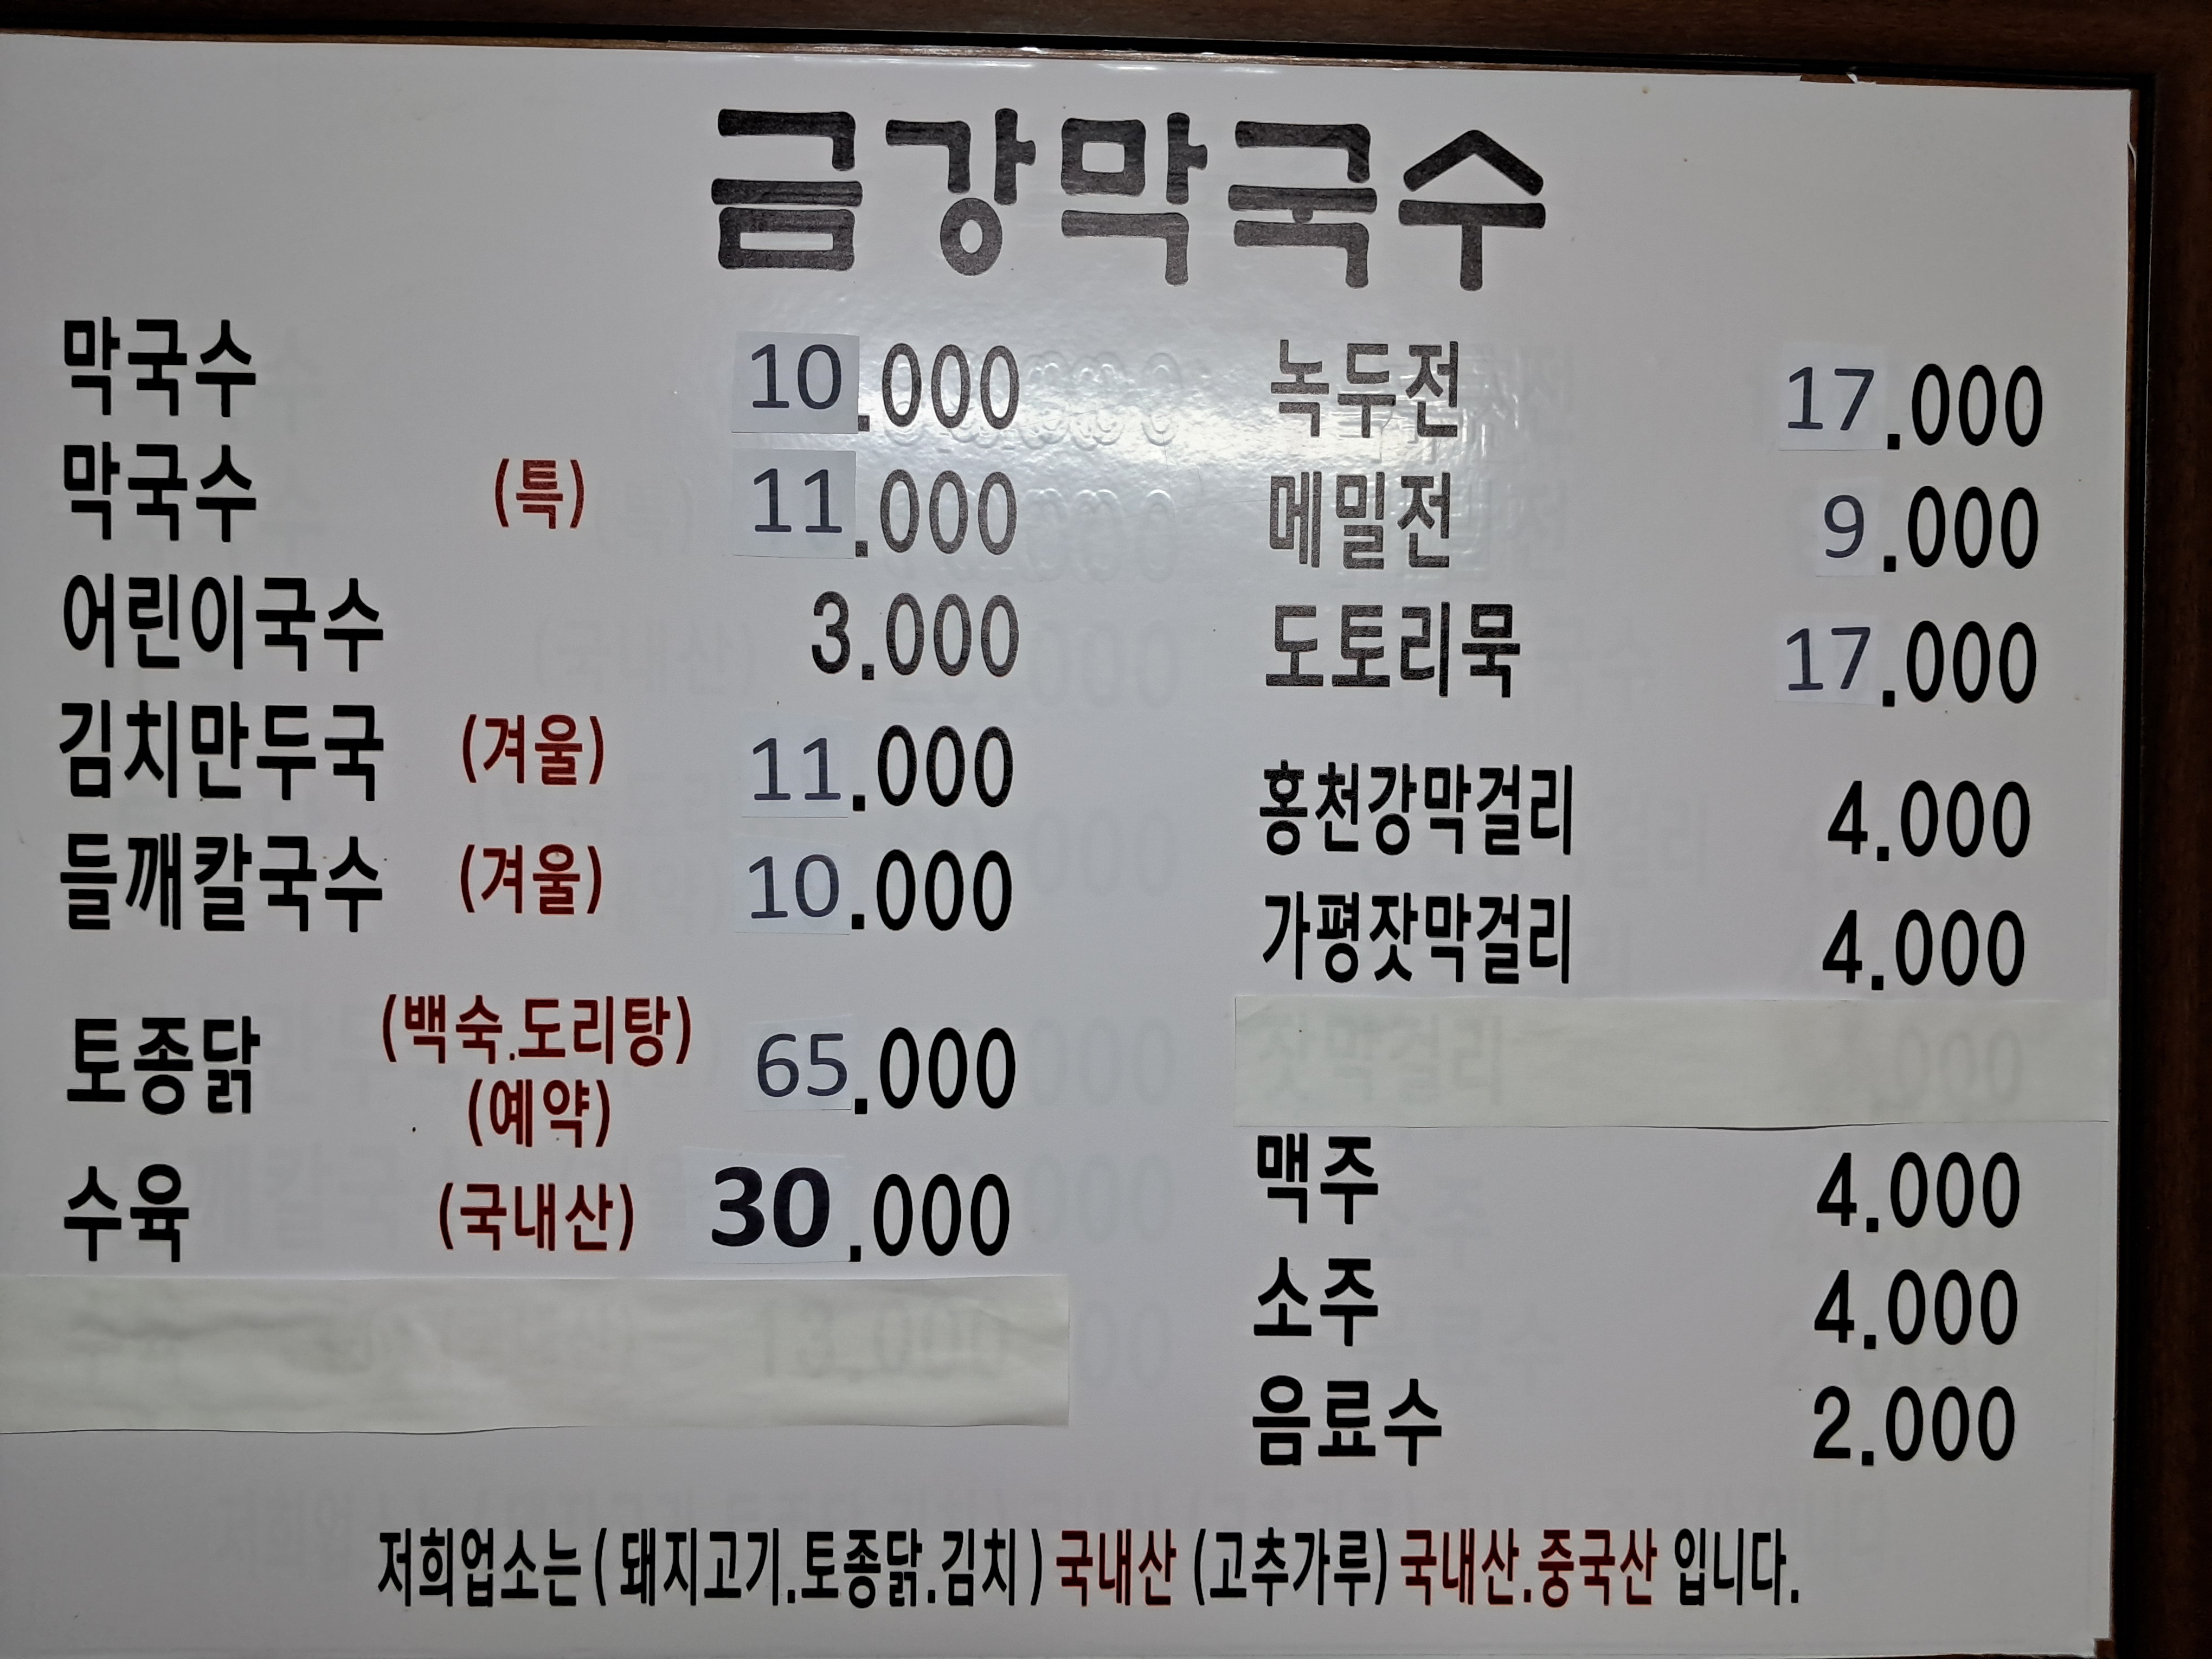 금강막국수
막국수 10.000
막국수 (특) 11.000
어린이국수 3.000
김치만두국 (겨울) 11.000
들깨칼국수 (겨울) 10.000
토종닭 (백숙.도리탕) 65.000
(예약)
수육 (국내산) 30.000
녹두전 17.000
메밀전 9.000
도토리묵 17.000
홍천강막걸리 4.000
가평잣막걸리 4.000
잣막걸리
맥주 4.000
소주 4.000
음료수 2.000
저희업소는 ( 돼지고기.토종닭.김치 ) 국내산 (고추가루) 국내산.중국산 입니다.